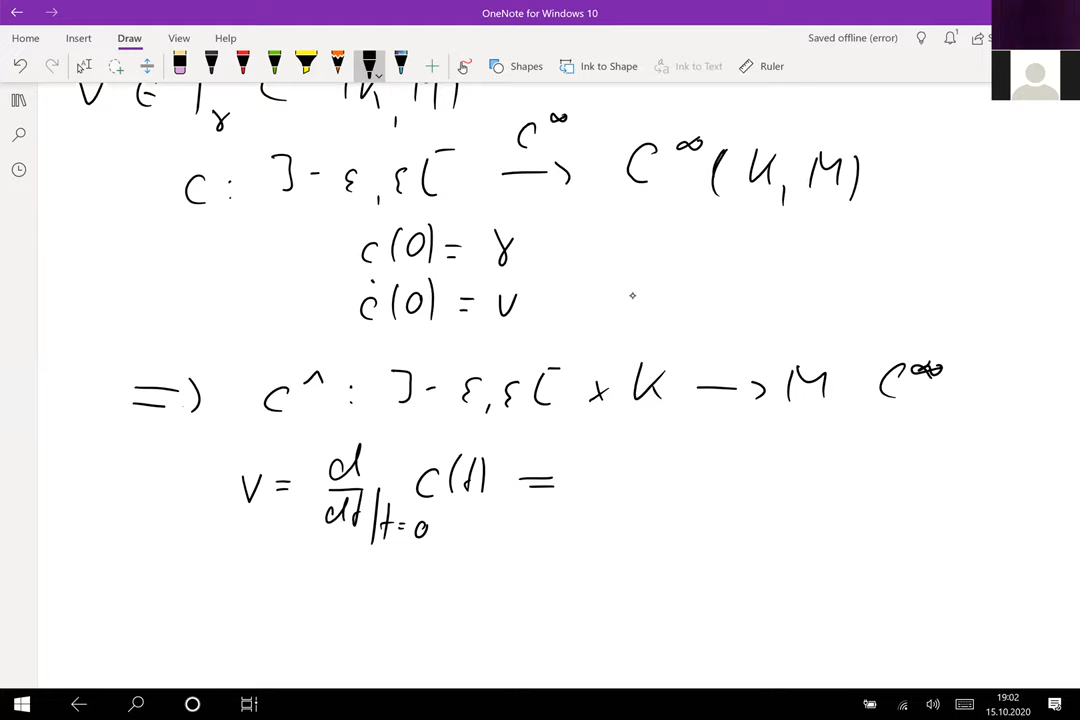 OneNote for Windows 10
Home Insert Draw View Help Saved offline (error)
Shapes Ink to Shape Ink to Text Ruler
v ∈ T_γ C (K, M)
c : ]-ε, ε[ ⟶^{C^∞} C^∞(K, M)
c(0) = γ
ċ(0) = v
=> c^∧ : ]-ε, ε[ × K ⟶ M C^∞
v = d/dt|_{t=0} c(t) =
19:02
15.10.2020